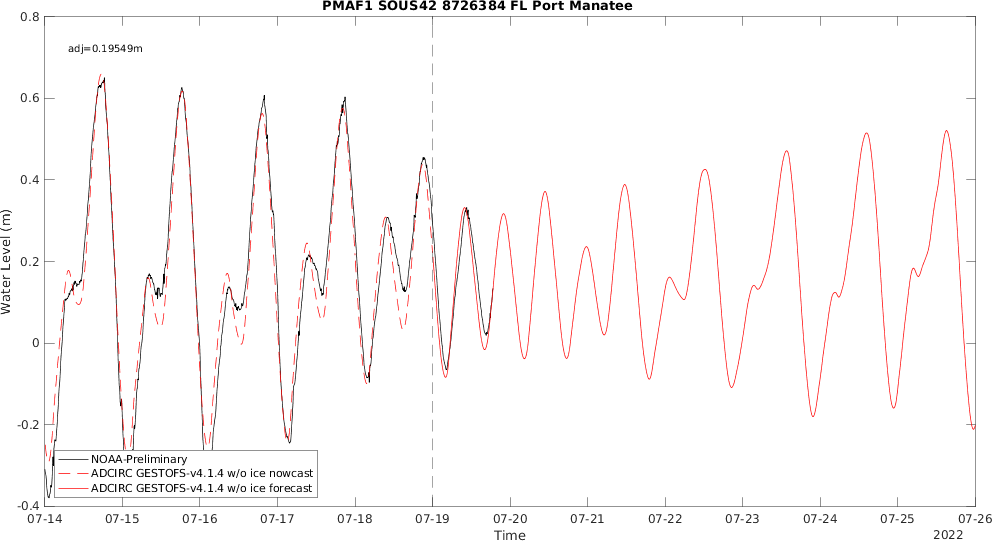 PMAF1 SOUS42 8726384 FL Port Manatee
0.8
adj=0.19549m
0.6
0.4
0.2
0
-0.2
-0.4
Water Level (m)
NOAA-Preliminary
ADCIRC GESTOFS-v4.1.4 w/o ice nowcast
ADCIRC GESTOFS-v4.1.4 w/o ice forecast
07-14 07-15 07-16 07-17 07-18 07-19 07-20 07-21 07-22 07-23 07-24 07-25 07-26
Time
2022